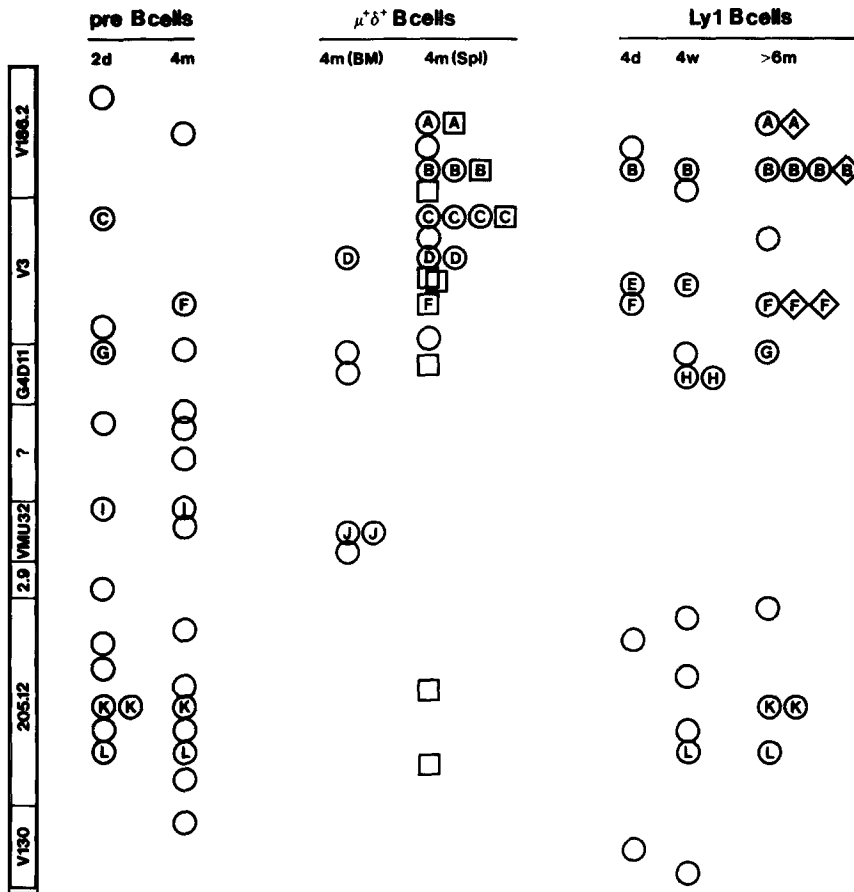 pre B cells μ⁺δ⁺ B cells Ly1 B cells
2d 4m 4m (BM) 4m (Spl) 4d 4w >6m
V186.2
A A A A
B B B B B B B B B
V3
C C C C C
D D D
E E
F F F F F F
G4D11
G G
H H
?
VMU32
I I
J J
2.9
205.12
K K K K K
L L L L
V130